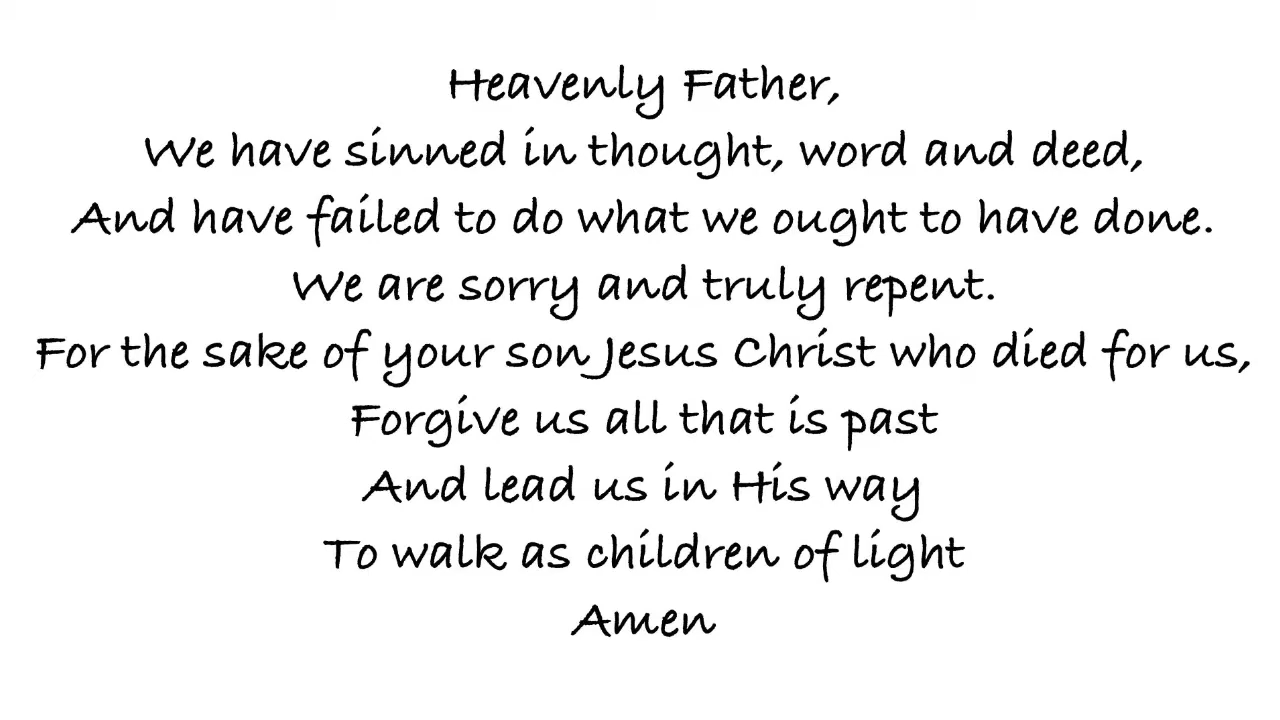 Heavenly Father,
We have sinned in thought, word and deed,
And have failed to do what we ought to have done.
We are sorry and truly repent.
For the sake of your son Jesus Christ who died for us,
Forgive us all that is past
And lead us in His way
To walk as children of light
Amen